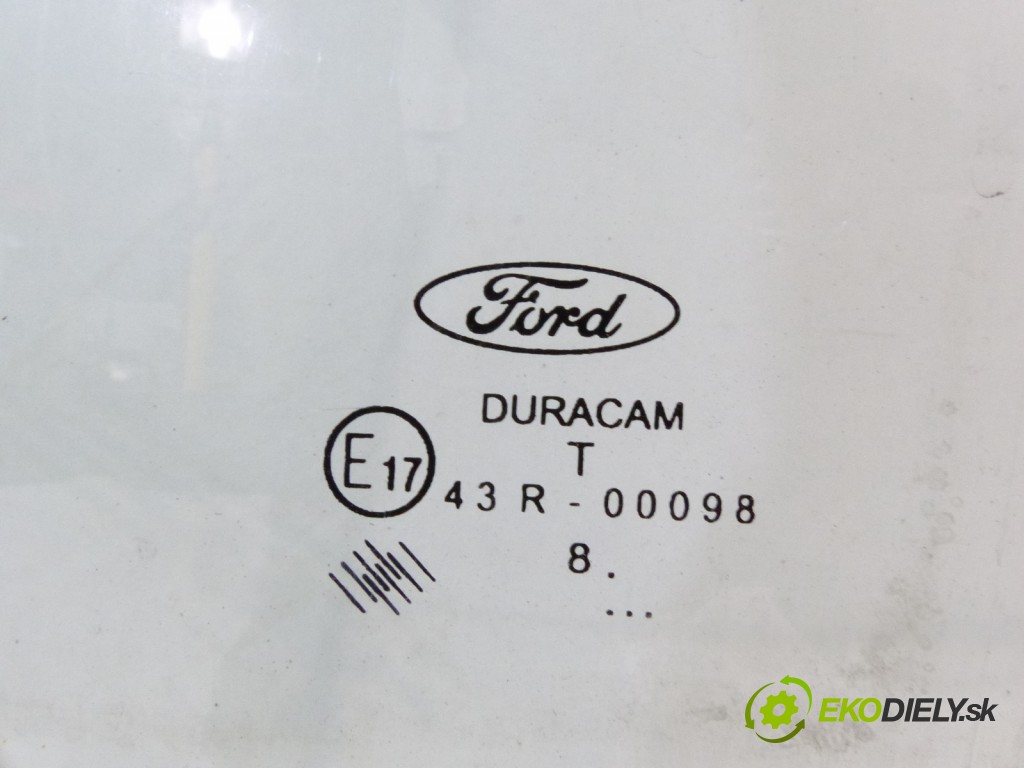 Ford
DURACAM
T
E17
43R-00098
8.
...
EKODIELY.sk